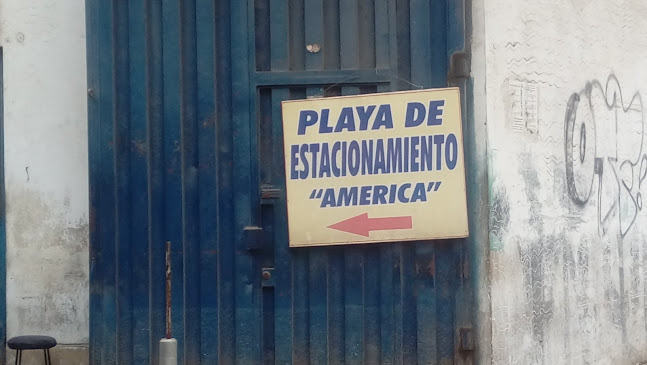 PLAYA DE
ESTACIONAMIENTO
"AMERICA"